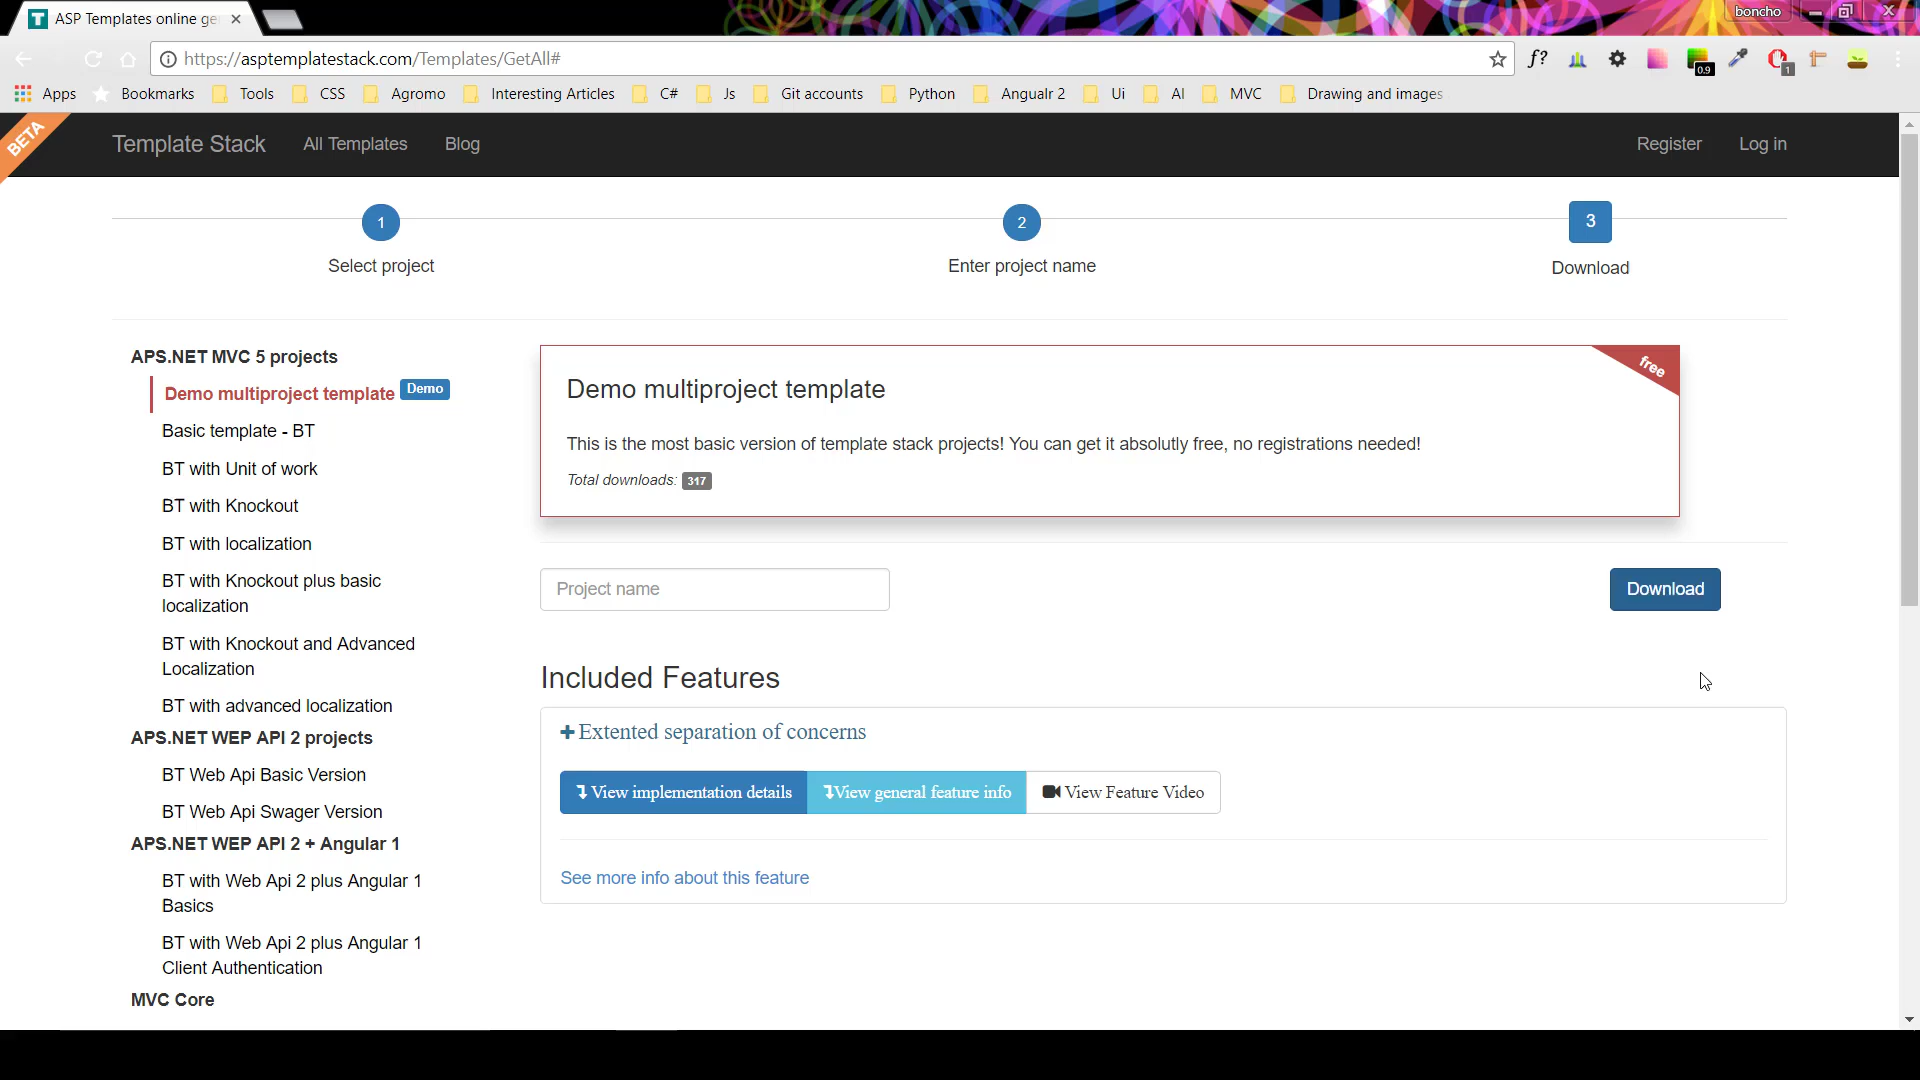 ASP Templates online ge
boncho
https://asptemplatestack.com/Templates/GetAll#
f?
0.9
1
Apps
Bookmarks
Tools
CSS
Agromo
Interesting Articles
C#
Js
Git accounts
Python
Angualr 2
Ui
AI
MVC
Drawing and images
BETA
Template Stack
All Templates
Blog
Register
Log in
1
2
3
Select project
Enter project name
Download
APS.NET MVC 5 projects
Demo multiproject template Demo
Basic template - BT
BT with Unit of work
BT with Knockout
BT with localization
BT with Knockout plus basic
localization
BT with Knockout and Advanced
Localization
BT with advanced localization
APS.NET WEP API 2 projects
BT Web Api Basic Version
BT Web Api Swager Version
APS.NET WEP API 2 + Angular 1
BT with Web Api 2 plus Angular 1
Basics
BT with Web Api 2 plus Angular 1
Client Authentication
MVC Core
free
Demo multiproject template
This is the most basic version of template stack projects! You can get it absolutly free, no registrations needed!
Total downloads: 317
Project name
Download
Included Features
Extented separation of concerns
View implementation details
View general feature info
View Feature Video
See more info about this feature